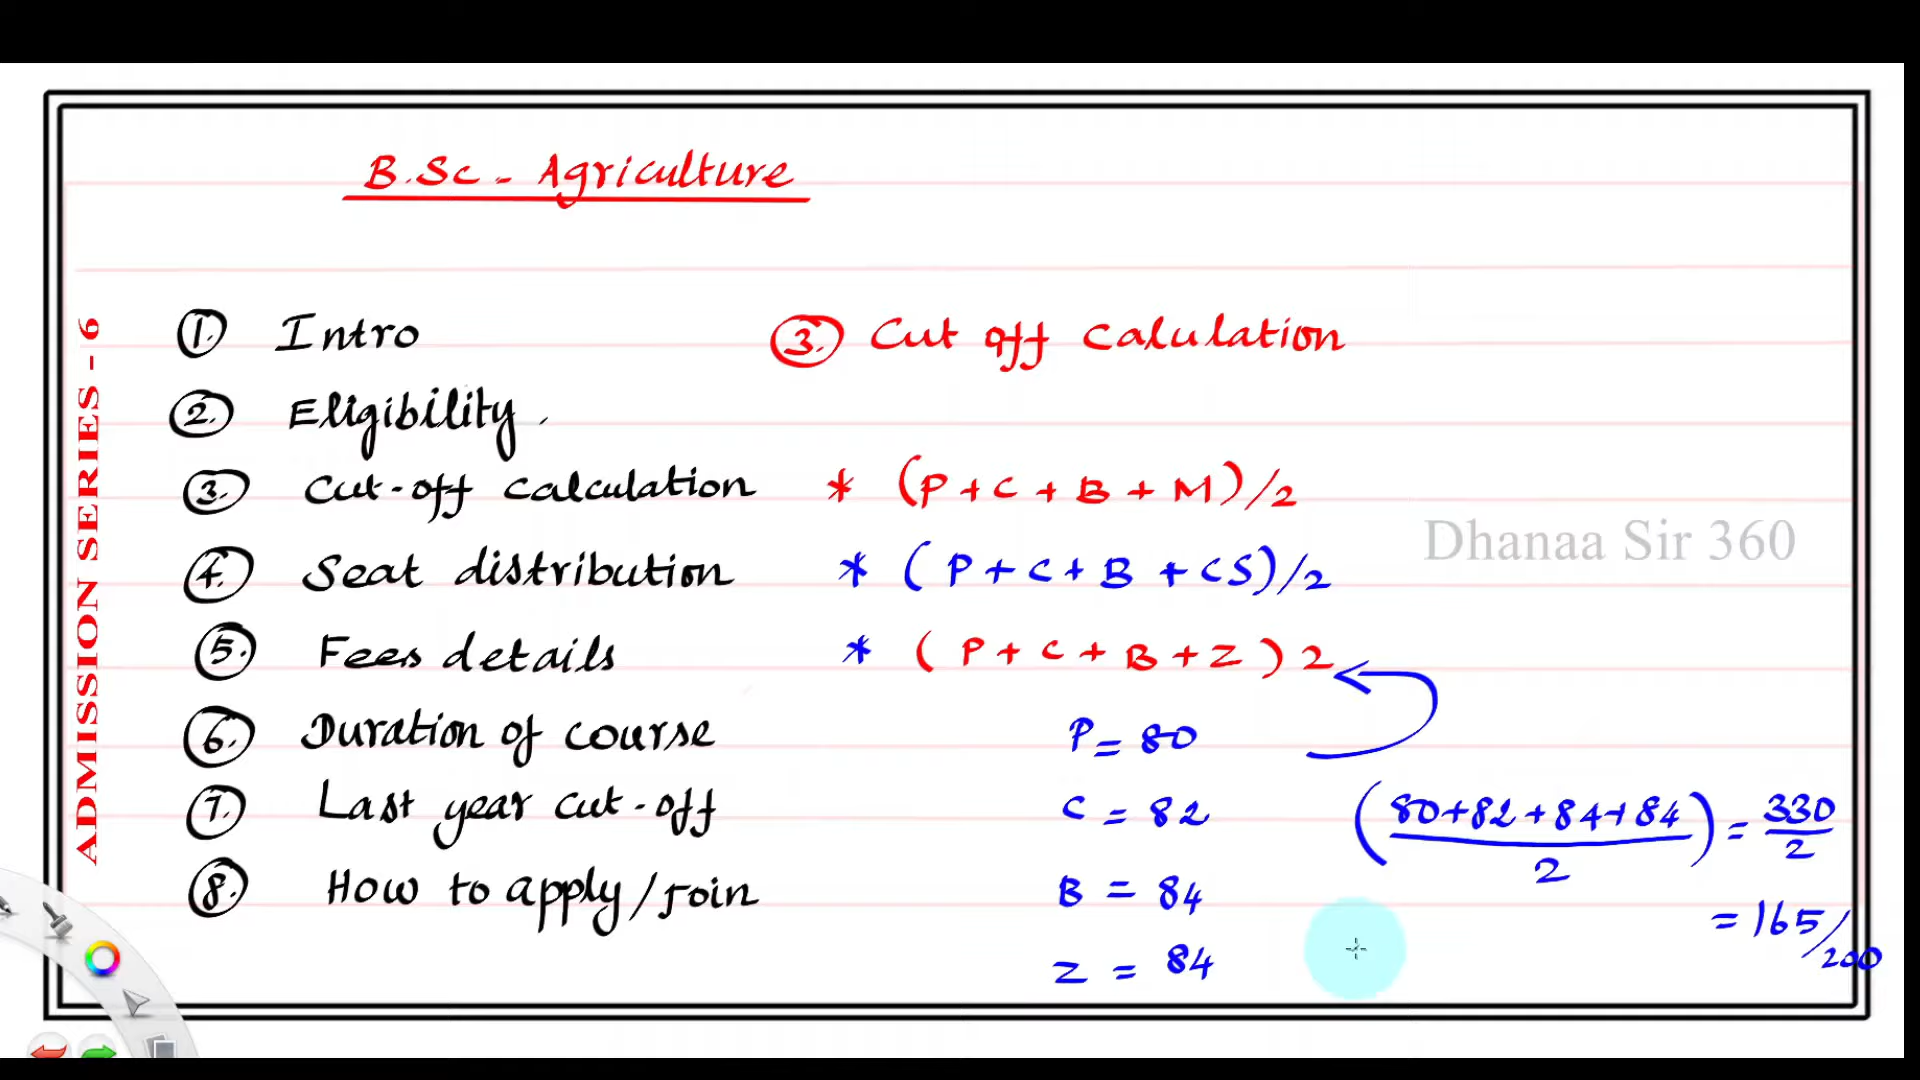 B.Sc - Agriculture
ADMISSION SERIES - 6
1. Intro
2. Eligibility.
3. Cut-off calculation
4. Seat distribution
5. Fees details
6. Duration of course
7. Last year cut-off
8. How to apply/join
3. Cut off calulation
* (P+C+B+M)/2
* (P+C+B+CS)/2
* (P+C+B+Z)2
Dhanaa Sir 360
P = 80
C = 82
B = 84
Z = 84
(80+82+84+84/2) = 330/2
= 165/200